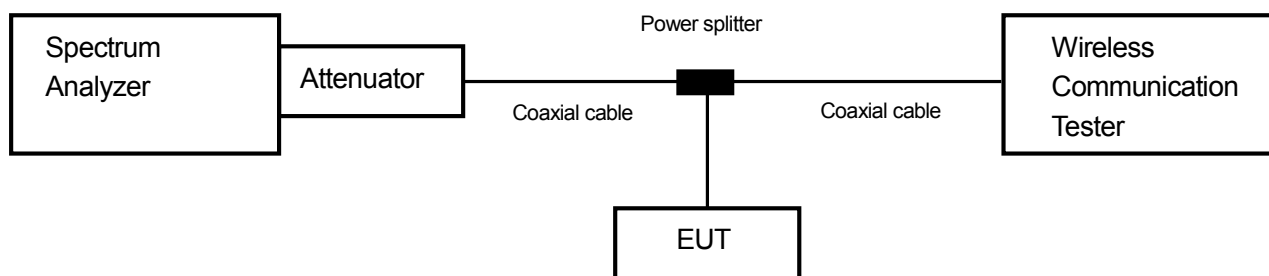 Spectrum
Analyzer
Attenuator
Power splitter
Coaxial cable
Coaxial cable
Wireless
Communication
Tester
EUT